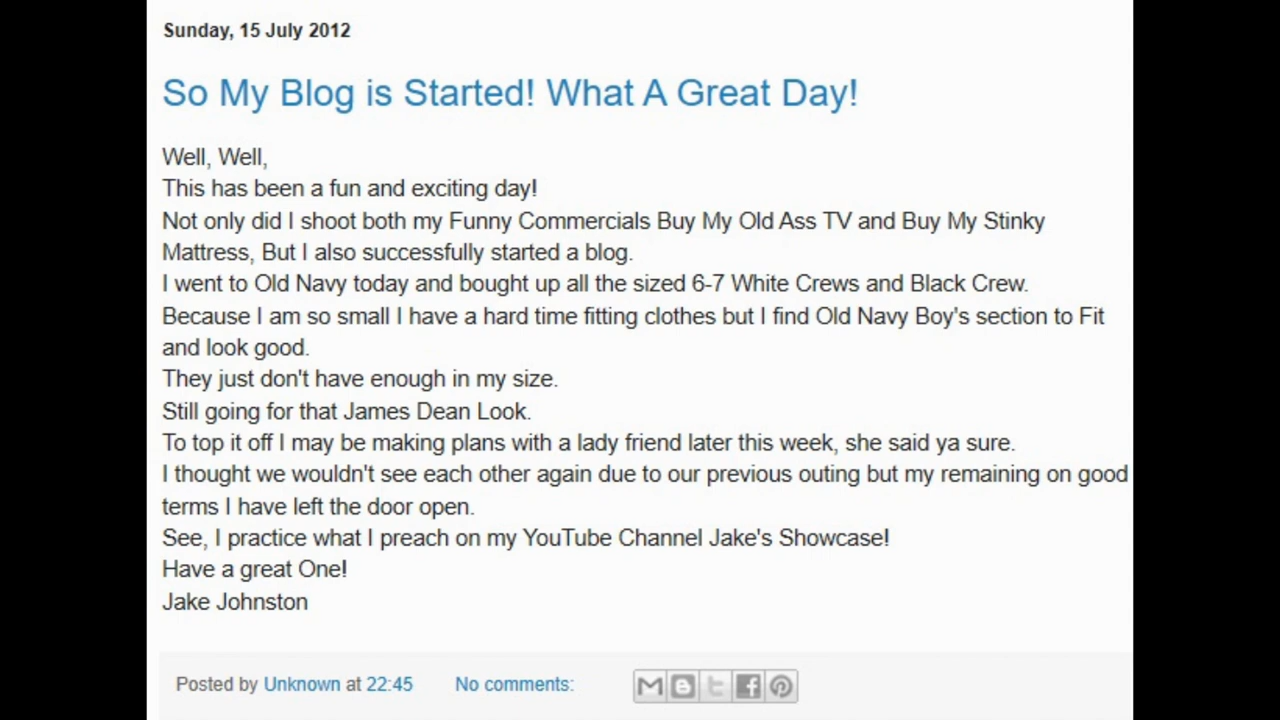 Sunday, 15 July 2012
So My Blog is Started! What A Great Day!
Well, Well,
This has been a fun and exciting day!
Not only did I shoot both my Funny Commercials Buy My Old Ass TV and Buy My Stinky
Mattress, But I also successfully started a blog.
I went to Old Navy today and bought up all the sized 6-7 White Crews and Black Crew.
Because I am so small I have a hard time fitting clothes but I find Old Navy Boy's section to Fit
and look good.
They just don't have enough in my size.
Still going for that James Dean Look.
To top it off I may be making plans with a lady friend later this week, she said ya sure.
I thought we wouldn't see each other again due to our previous outing but my remaining on good
terms I have left the door open.
See, I practice what I preach on my YouTube Channel Jake's Showcase!
Have a great One!
Jake Johnston
Posted by Unknown at 22:45 No comments: